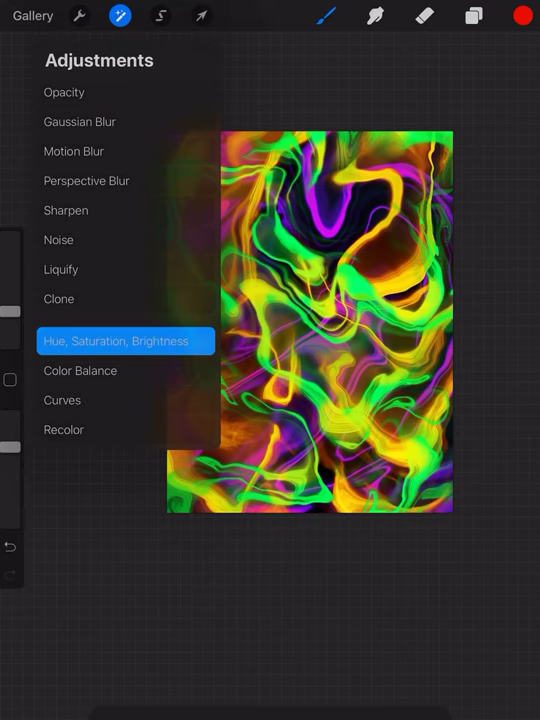 Gallery
Adjustments
Opacity
Gaussian Blur
Motion Blur
Perspective Blur
Sharpen
Noise
Liquify
Clone
Hue, Saturation, Brightness
Color Balance
Curves
Recolor